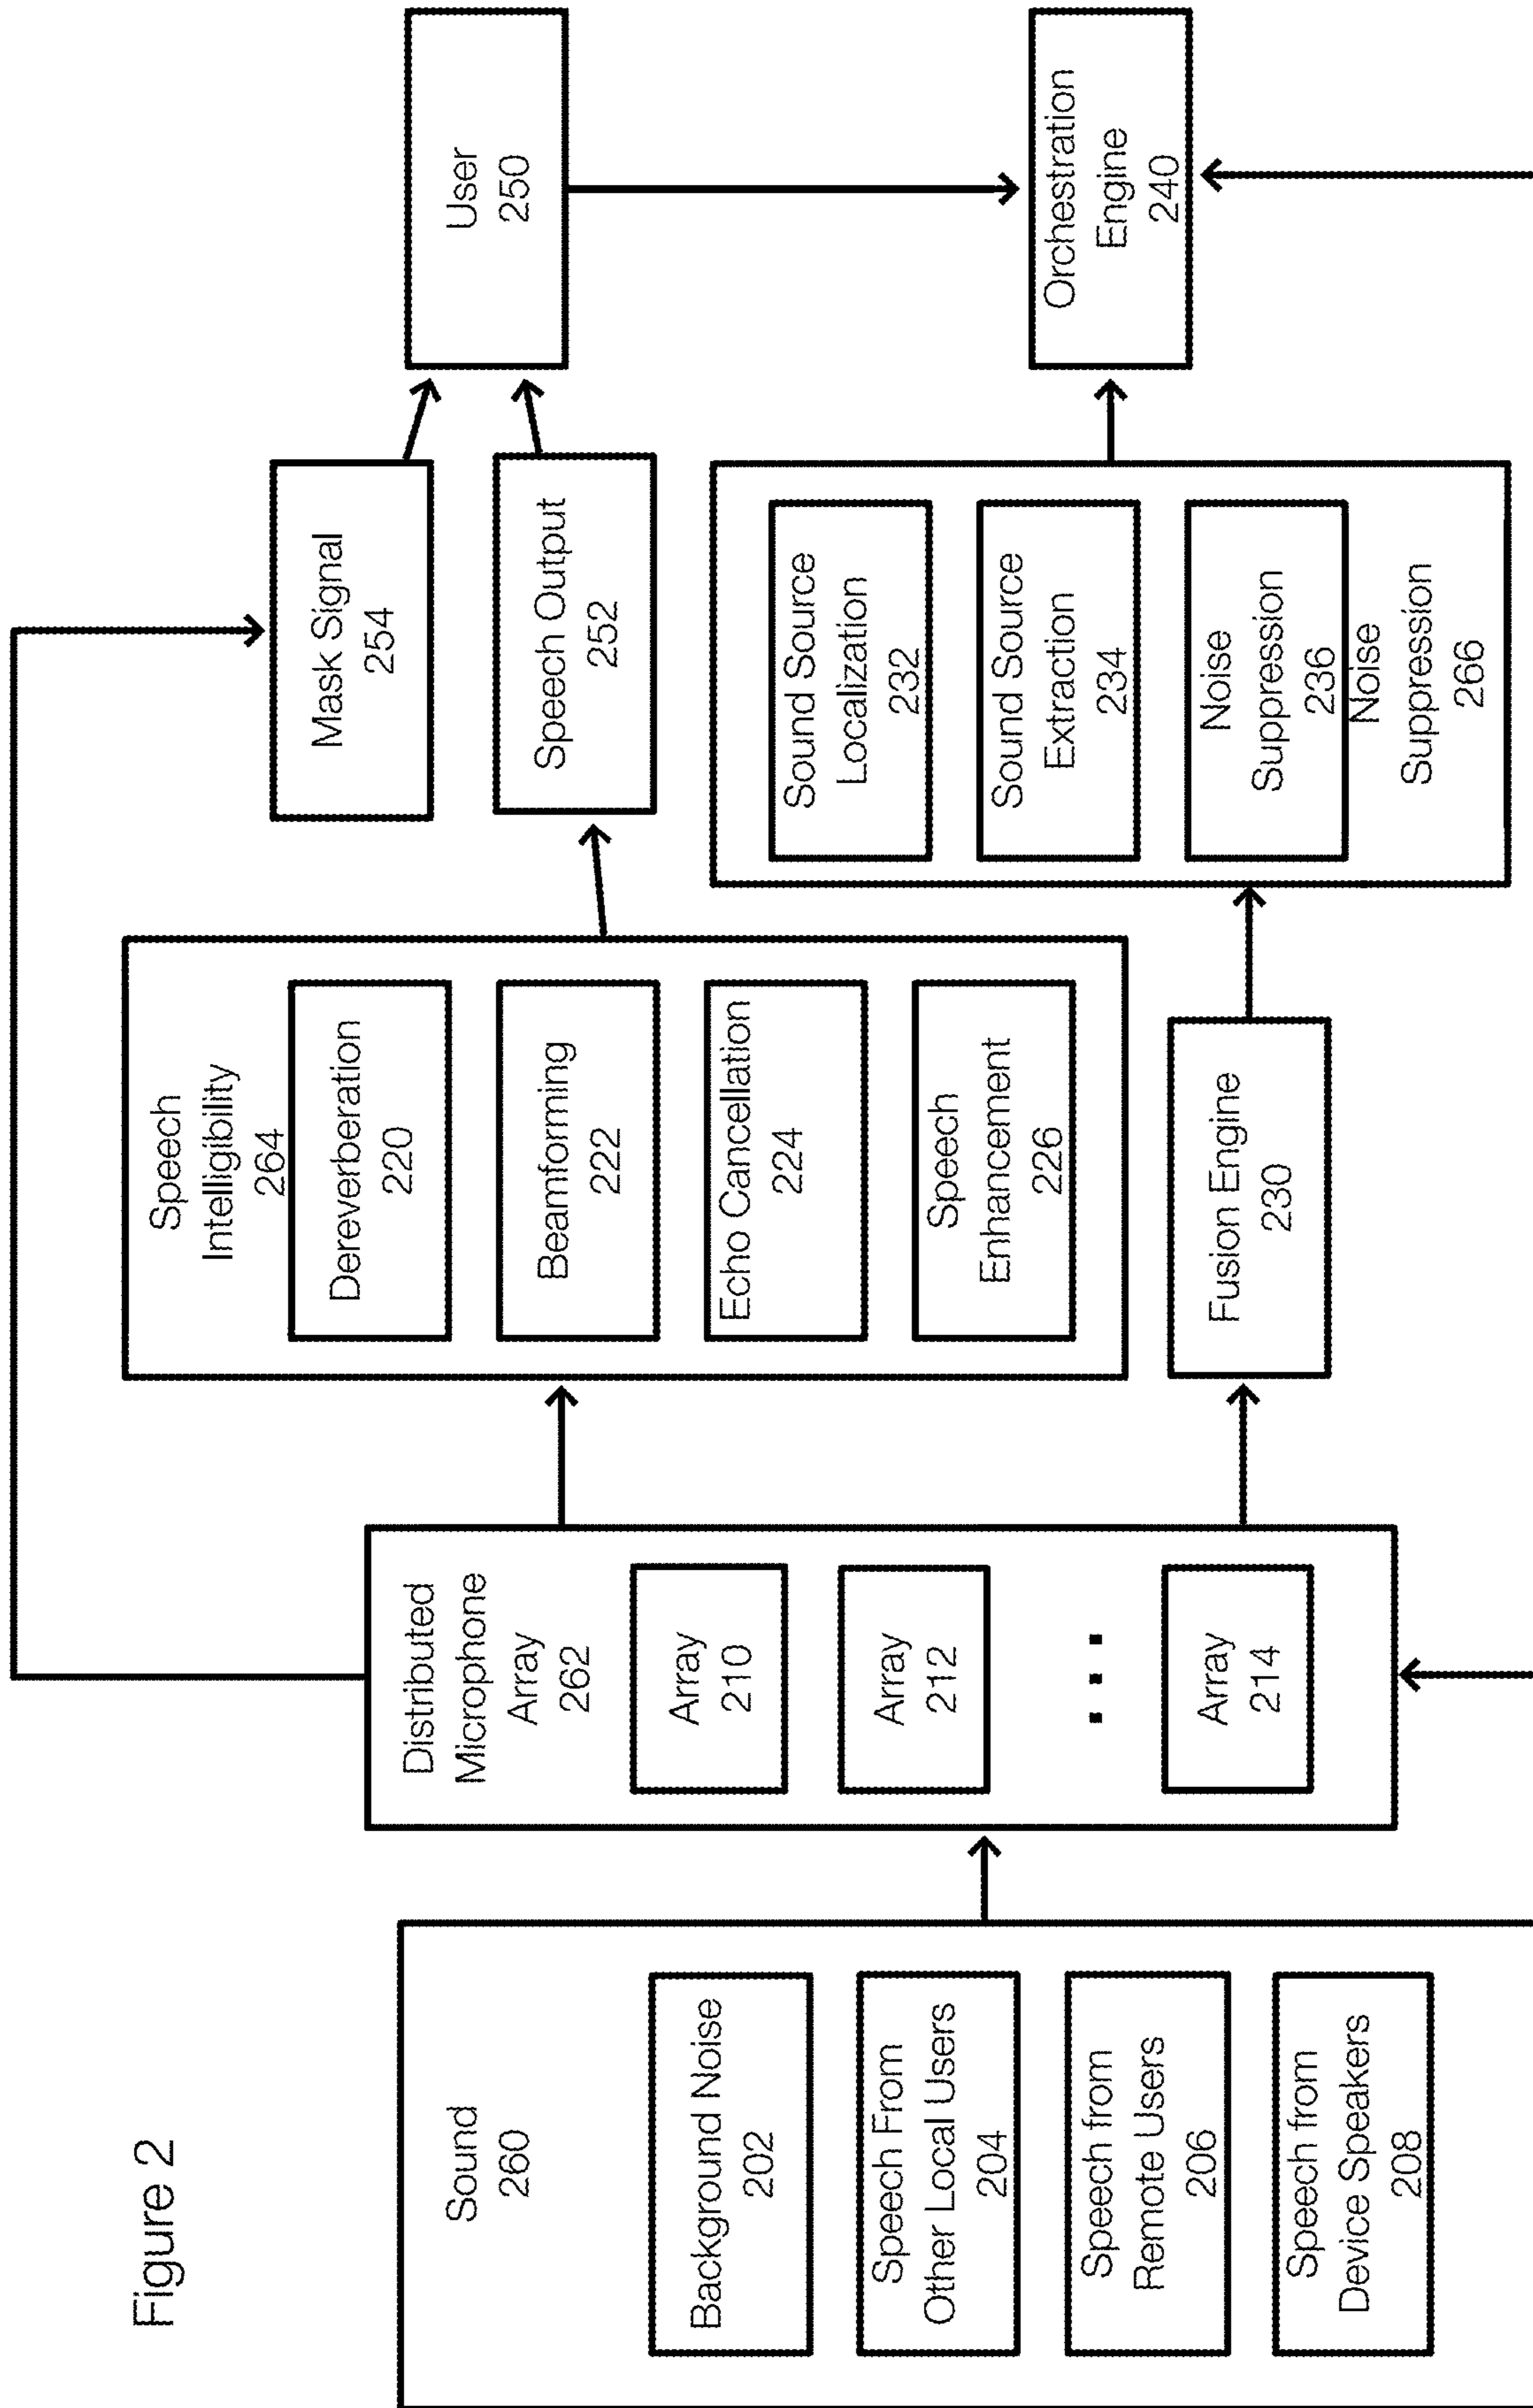 Figure 2
Sound
260
Background Noise
202
Speech From
Other Local Users
204
Speech from
Remote Users
206
Speech from
Device Speakers
208
Distributed
Microphone
Array
262
Array
210
Array
212
...
Array
214
Speech
Intelligibility
264
Dereverberation
220
Beamforming
222
Echo Cancellation
224
Speech
Enhancement
226
Fusion Engine
230
Mask Signal
254
Speech Output
252
Sound Source
Localization
232
Sound Source
Extraction
234
Noise
Suppression
236
Noise
Suppression
266
User
250
Orchestration
Engine
240